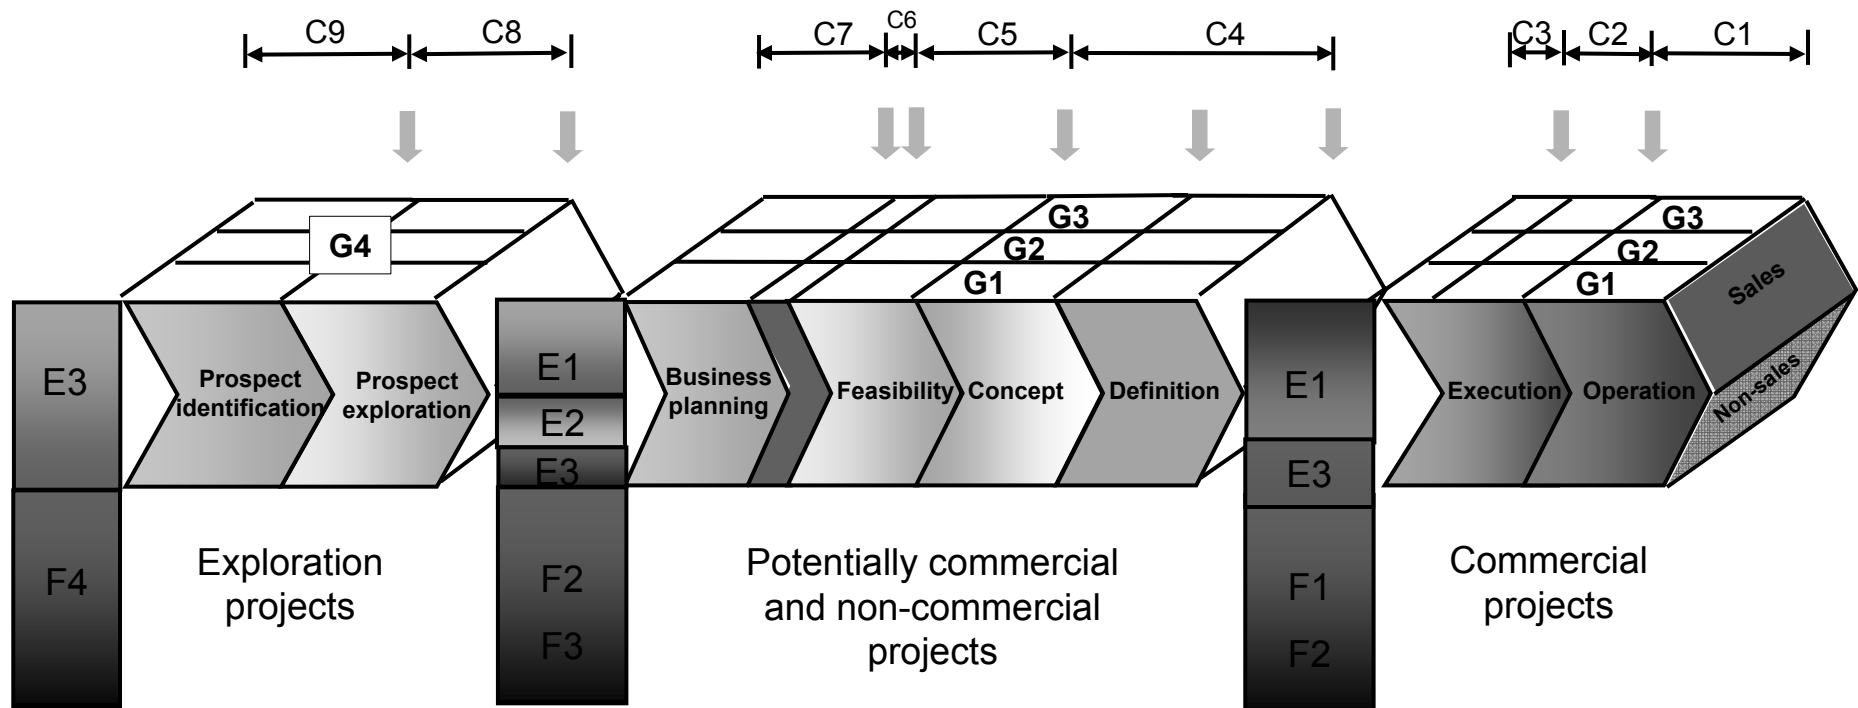 C9
C8
C7
C6
C5
C4
C3
C2
C1
G4
G3
G2
G1
G3
G2
G1
Sales
Non-sales
E3
F4
Prospect
identification
Prospect
exploration
E1
E2
E3
F2
F3
Business
planning
Feasibility
Concept
Definition
E1
E3
F1
F2
Execution
Operation
Exploration
projects
Potentially commercial
and non-commercial
projects
Commercial
projects